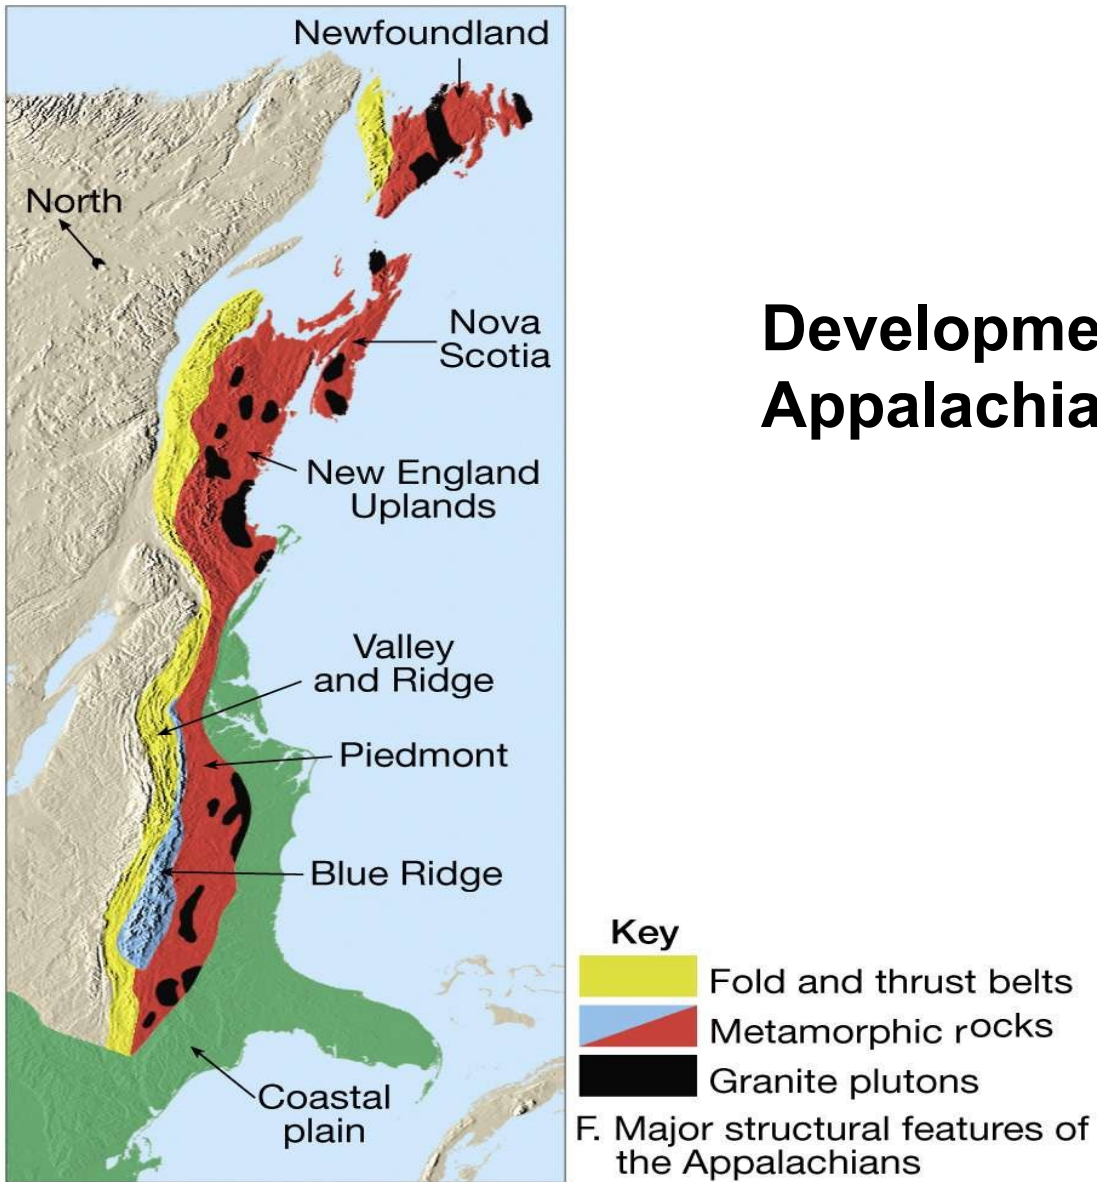 Newfoundland
North
Nova
Scotia
New England
Uplands
Valley
and Ridge
Piedmont
Blue Ridge
Coastal
plain
Developme
Appalachia
Key
Fold and thrust belts
Metamorphic rocks
Granite plutons
F. Major structural features of
the Appalachians